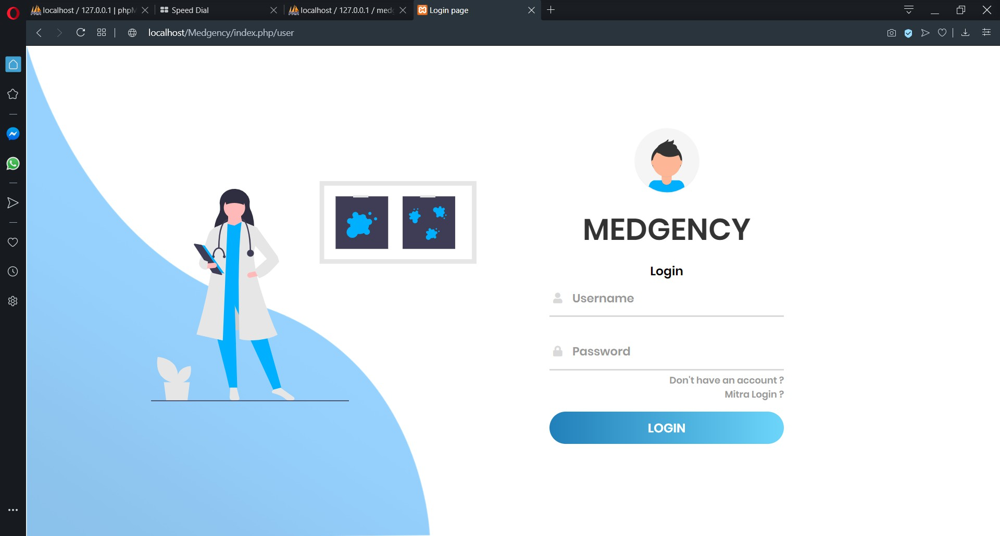 localhost / 127.0.0.1 | phpM
Speed Dial
localhost / 127.0.0.1 / medg
Login page
localhost/Medgency/index.php/user
MEDGENCY
Login
Username
Password
Don't have an account ?
Mitra Login ?
LOGIN